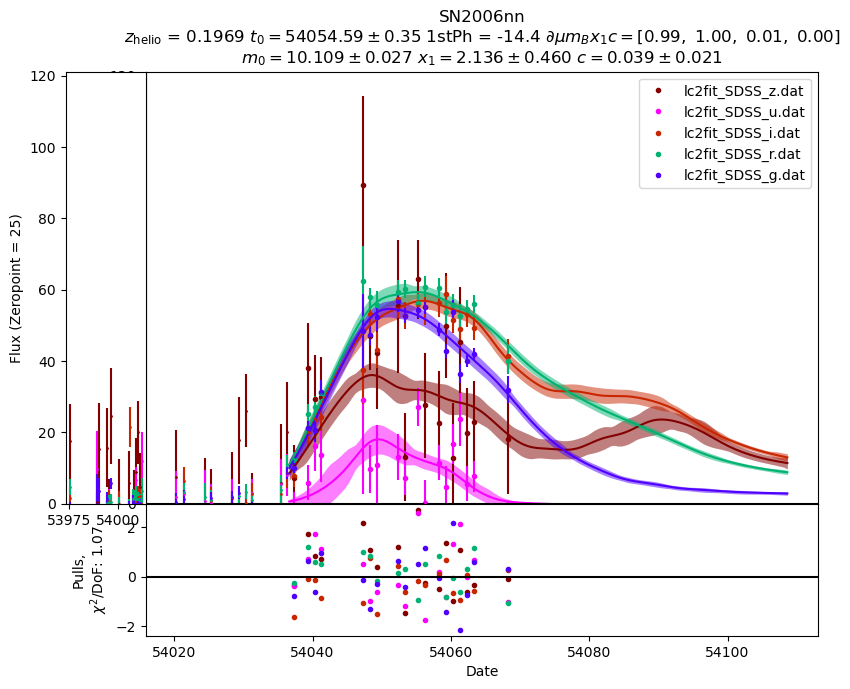 SN2006nn
z_helio = 0.1969 t_0 = 54054.59 ± 0.35 1stPh = -14.4 ∂μm_Bx_1c = [0.99, 1.00, 0.01, 0.00]
m_0 = 10.109 ± 0.027 x_1 = 2.136 ± 0.460 c = 0.039 ± 0.021
120
100
80
60
40
20
0
Flux (Zeropoint = 25)
lc2fit_SDSS_z.dat
lc2fit_SDSS_u.dat
lc2fit_SDSS_i.dat
lc2fit_SDSS_r.dat
lc2fit_SDSS_g.dat
53975 54000
Pulls,
χ²/DoF: 1.07
2
0
−2
54020 54040 54060 54080 54100
Date